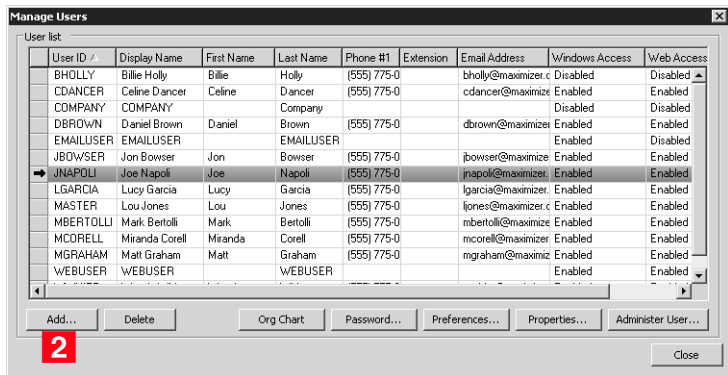 Manage Users
User list
User ID Display Name First Name Last Name Phone #1 Extension Email Address Windows Access Web Access
BHOLLY Billie Holly Billie Holly (555) 775-0 bholly@maximizer.c Disabled Disabled
CDANCER Celine Dancer Celine Dancer (555) 775-0 cdancer@maximize Enabled Enabled
COMPANY COMPANY Company Disabled Disabled
DBROWN Daniel Brown Daniel Brown (555) 775-0 dbrown@maximizer Enabled Enabled
EMAILUSER EMAILUSER EMAILUSER Enabled Disabled
JBOWSER Jon Bowser Jon Bowser (555) 775-0 jbowser@maximize Enabled Enabled
JNAPOLI Joe Napoli Joe Napoli (555) 775-0 jnapoli@maximizer. Enabled Enabled
LGARCIA Lucy Garcia Lucy Garcia (555) 775-0 lgarcia@maximizer. Enabled Enabled
MASTER Lou Jones Lou Jones (555) 775-0 ljones@maximizer.c Enabled Enabled
MBERTOLLI Mark Bertolli Mark Bertolli (555) 775-0 mbertolli@maximize Enabled Enabled
MCORELL Miranda Corell Miranda Corell (555) 775-0 mcorell@maximizer Enabled Enabled
MGRAHAM Matt Graham Matt Graham (555) 775-0 mgraham@maximiz Enabled Enabled
WEBUSER WEBUSER WEBUSER Enabled Enabled
Add... Delete Org Chart Password... Preferences... Properties... Administer User...
2
Close